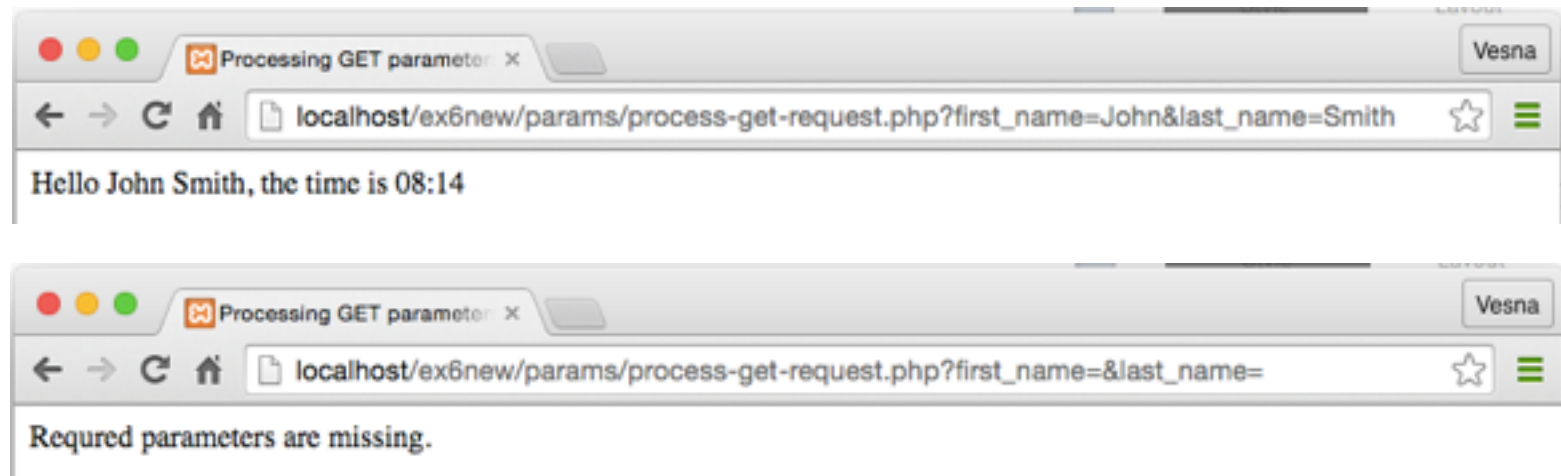 Processing GET parameter
Vesna
localhost/ex6new/params/process-get-request.php?first_name=John&last_name=Smith
Hello John Smith, the time is 08:14
Processing GET parameter
Vesna
localhost/ex6new/params/process-get-request.php?first_name=&last_name=
Requred parameters are missing.